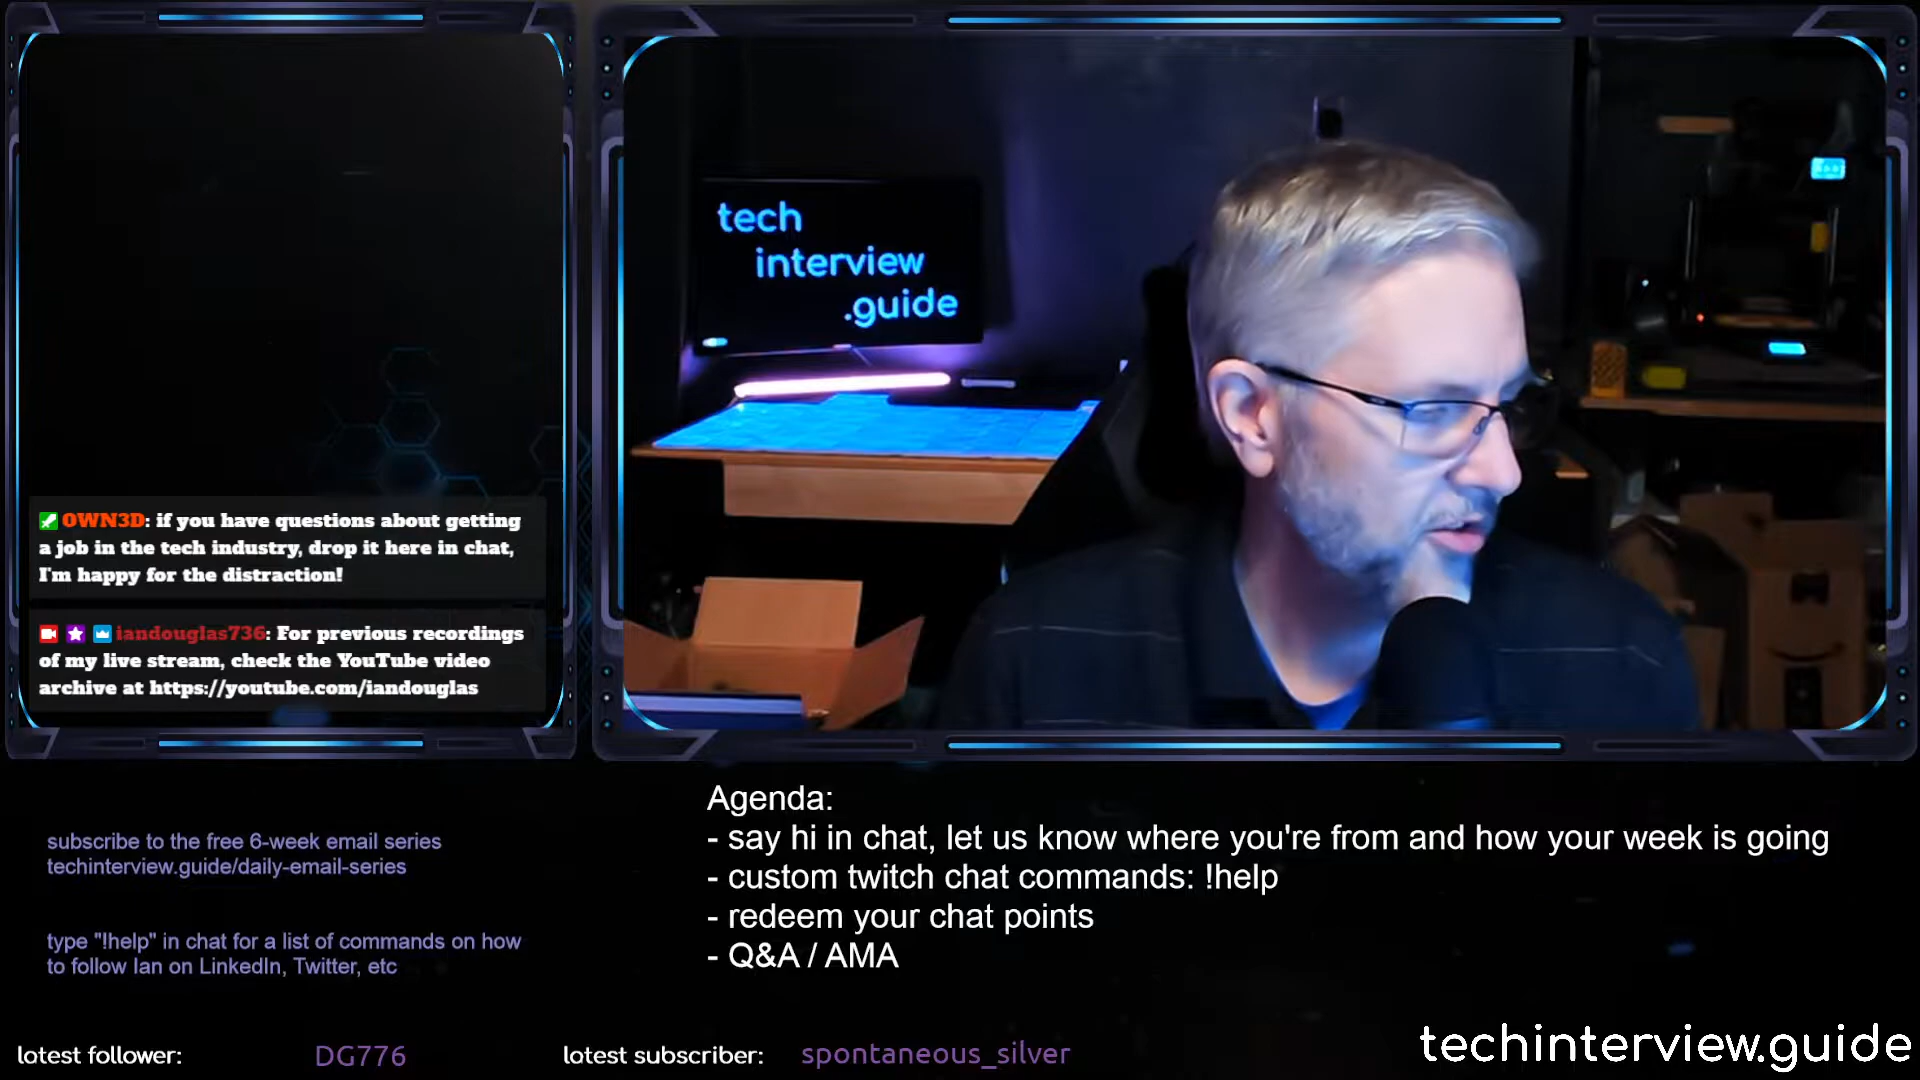 tech
interview
.guide
OWN3D: if you have questions about getting
a job in the tech industry, drop it here in chat,
I'm happy for the distraction!
iandouglas736: For previous recordings
of my live stream, check the YouTube video
archive at https://youtube.com/iandouglas
Agenda:
- say hi in chat, let us know where you're from and how your week is going
- custom twitch chat commands: !help
- redeem your chat points
- Q&A / AMA
subscribe to the free 6-week email series
techinterview.guide/daily-email-series
type "!help" in chat for a list of commands on how
to follow Ian on LinkedIn, Twitter, etc
latest follower: DG776
latest subscriber: spontaneous_silver
techinterview.guide